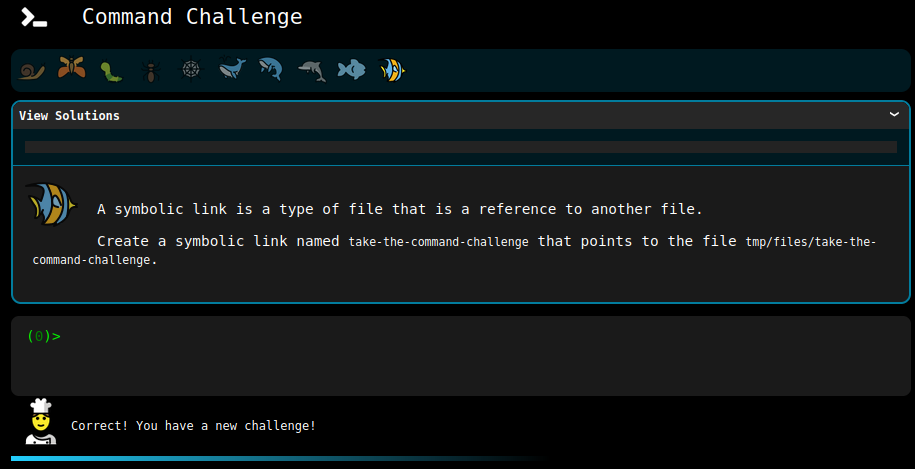 Command Challenge
View Solutions
A symbolic link is a type of file that is a reference to another file.
Create a symbolic link named take-the-command-challenge that points to the file tmp/files/take-the-
command-challenge.
(0)>
Correct! You have a new challenge!